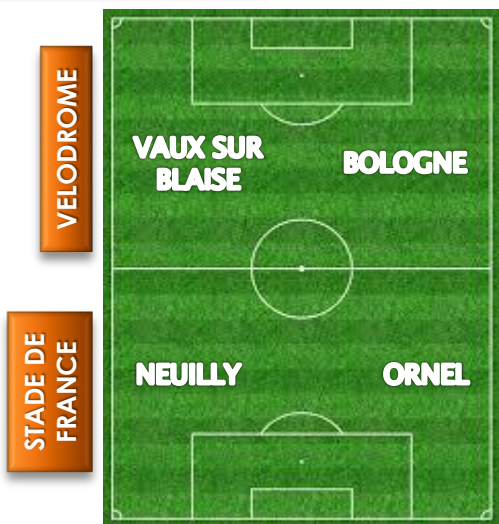 VELODROME
VAUX SUR
BLAISE
BOLOGNE
STADE DE
FRANCE
NEUILLY
ORNEL